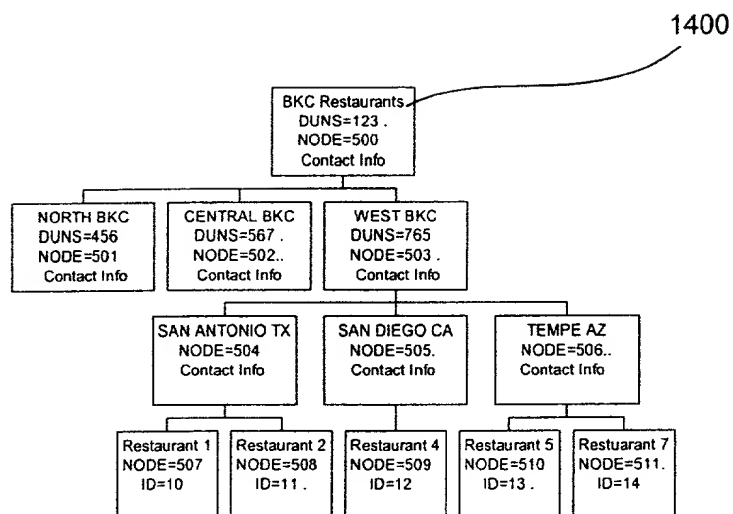 1400
BKC Restaurants
DUNS=123 .
NODE=500
Contact Info
NORTH BKC
DUNS=456
NODE=501
Contact Info
CENTRAL BKC
DUNS=567 .
NODE=502..
Contact Info
WEST BKC
DUNS=765
NODE=503 .
Contact Info
SAN ANTONIO TX
NODE=504
Contact Info
SAN DIEGO CA
NODE=505.
Contact Info
TEMPE AZ
NODE=506..
Contact Info
Restaurant 1
NODE=507
ID=10
Restaurant 2
NODE=508
ID=11 .
Restaurant 4
NODE=509
ID=12
Restaurant 5
NODE=510
ID=13 .
Restuarant 7
NODE=511.
ID=14